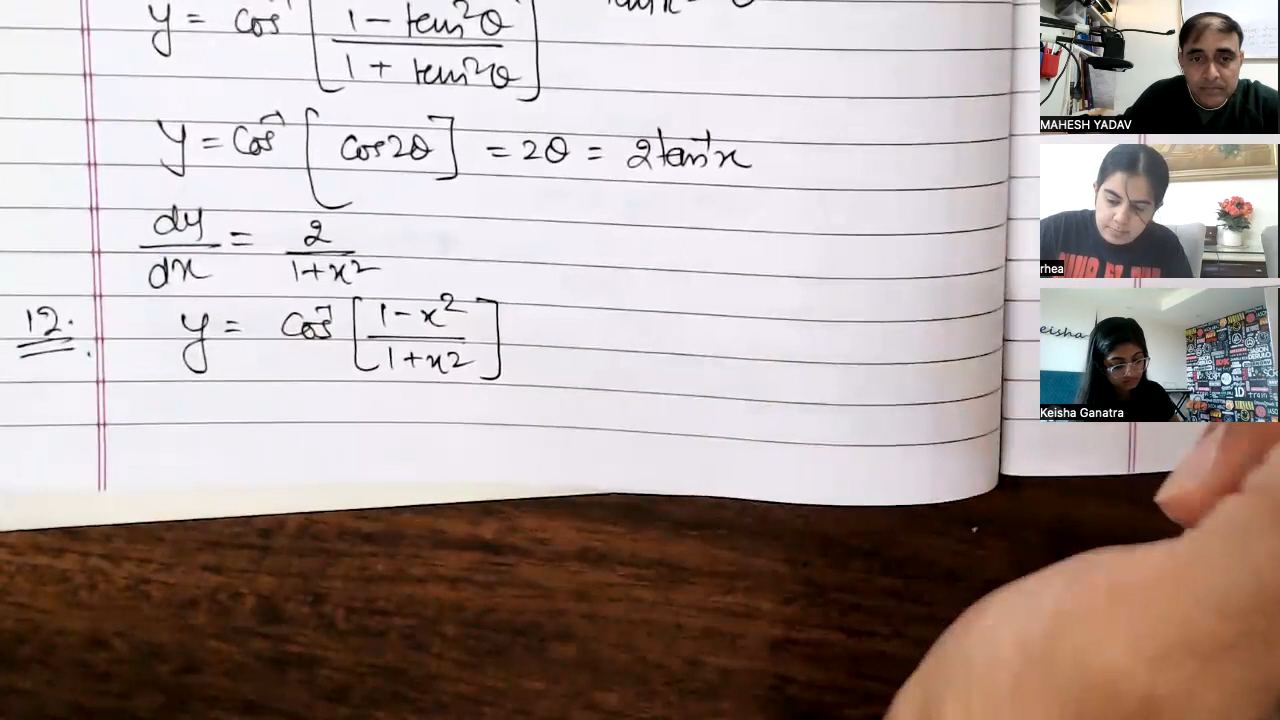 y = cos⁻¹ [ (1 - tan²θ) / (1 + tan²θ) ]
y = cos⁻¹ [ cos2θ ] = 2θ = 2tan⁻¹x
dy/dx = 2 / (1+x²)
12. y = cos⁻¹ [ (1-x²) / (1+x²) ]
MAHESH YADAV
rhea
keisha
Keisha Ganatra